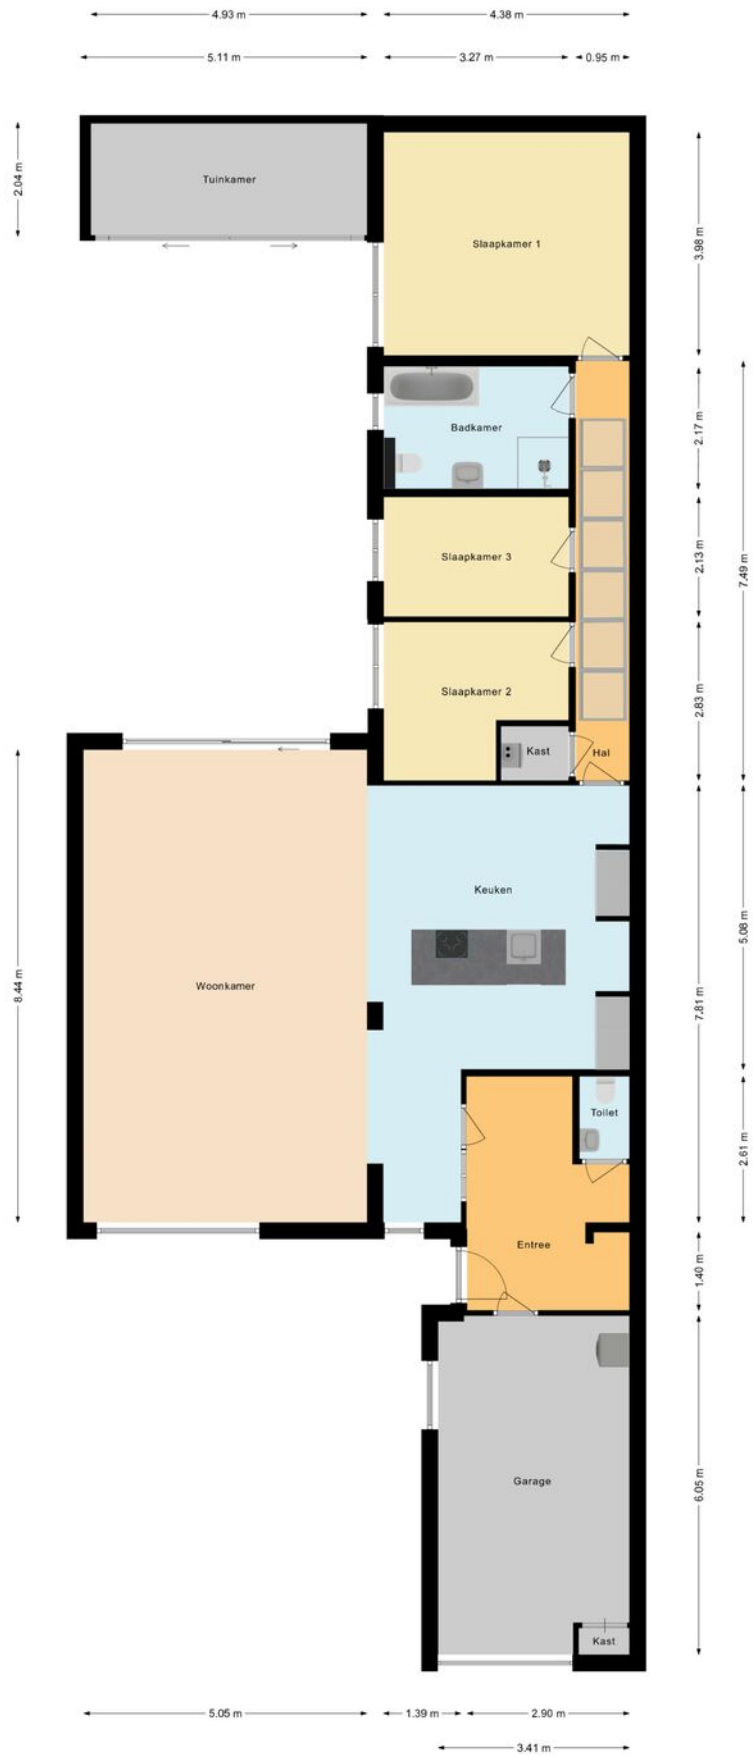 4.93 m
4.38 m
5.11 m
3.27 m
0.95 m
2.04 m
Tuinkamer
Slaapkamer 1
3.98 m
Badkamer
2.17 m
Slaapkamer 3
2.13 m
7.49 m
Slaapkamer 2
2.83 m
Kast
Hal
Keuken
5.08 m
Woonkamer
8.44 m
7.81 m
Toilet
2.61 m
Entree
1.40 m
Garage
6.05 m
Kast
5.05 m
1.39 m
2.90 m
3.41 m